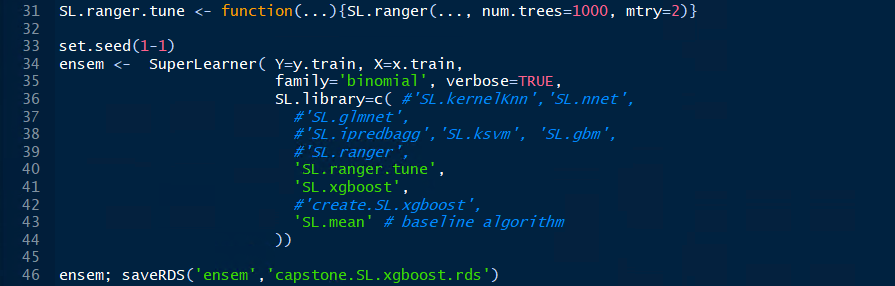 31 SL.ranger.tune <- function(...){SL.ranger(..., num.trees=1000, mtry=2)}
32
33 set.seed(1-1)
34 ensem <-  SuperLearner( Y=y.train, X=x.train,
35                         family='binomial', verbose=TRUE,
36                         SL.library=c( #'SL.kernelKnn','SL.nnet',
37                           #'SL.glmnet',
38                           #'SL.ipredbagg','SL.ksvm', 'SL.gbm',
39                           #'SL.ranger',
40                           'SL.ranger.tune',
41                           'SL.xgboost',
42                           #'create.SL.xgboost',
43                           'SL.mean' # baseline algorithm
44                         ))
45
46 ensem; saveRDS('ensem','capstone.SL.xgboost.rds')